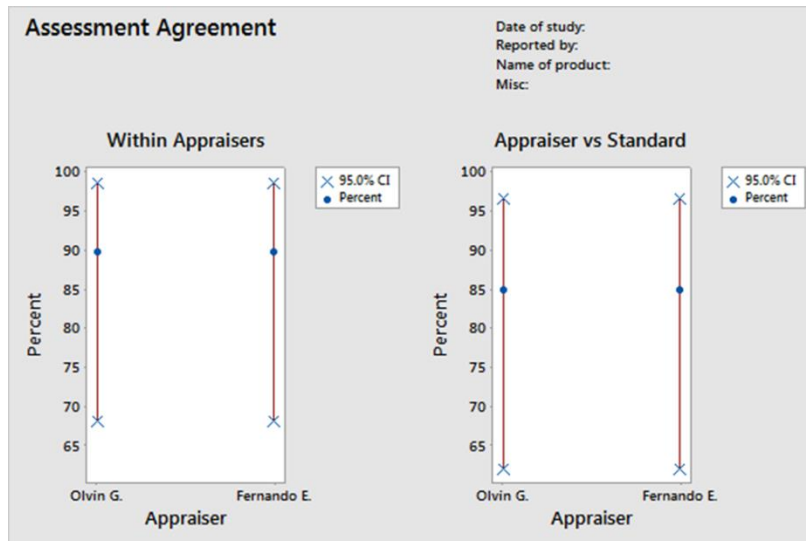 Assessment Agreement
Date of study:
Reported by:
Name of product:
Misc:
Within Appraisers
100
95
90
85
80
75
70
65
Percent
Olvin G.
Fernando E.
Appraiser
95.0% CI
Percent
Appraiser vs Standard
100
95
90
85
80
75
70
65
Percent
Olvin G.
Fernando E.
Appraiser
95.0% CI
Percent